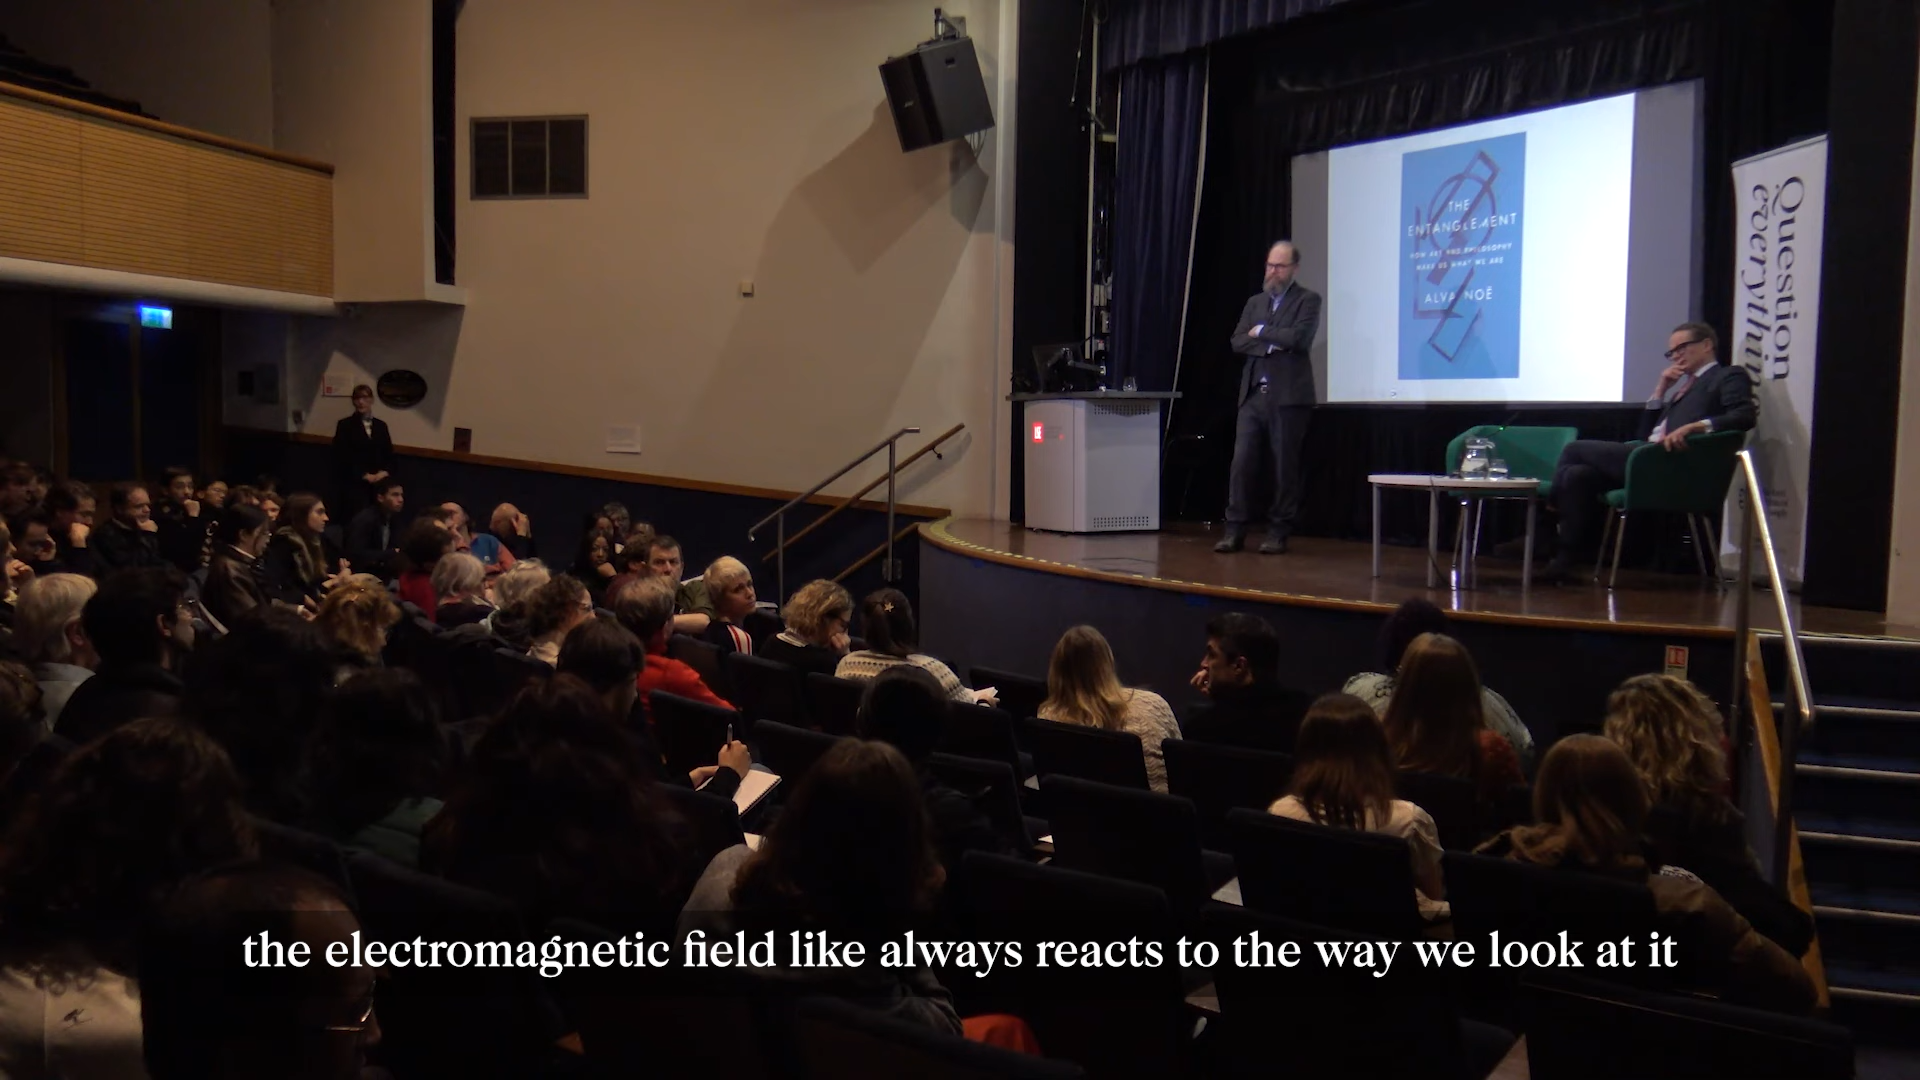 THE
ENTANGLEMENT
HOW ART AND PHILOSOPHY
MAKE US WHAT WE ARE
ALVA NOË
Question
everything
LSE
the electromagnetic field like always reacts to the way we look at it